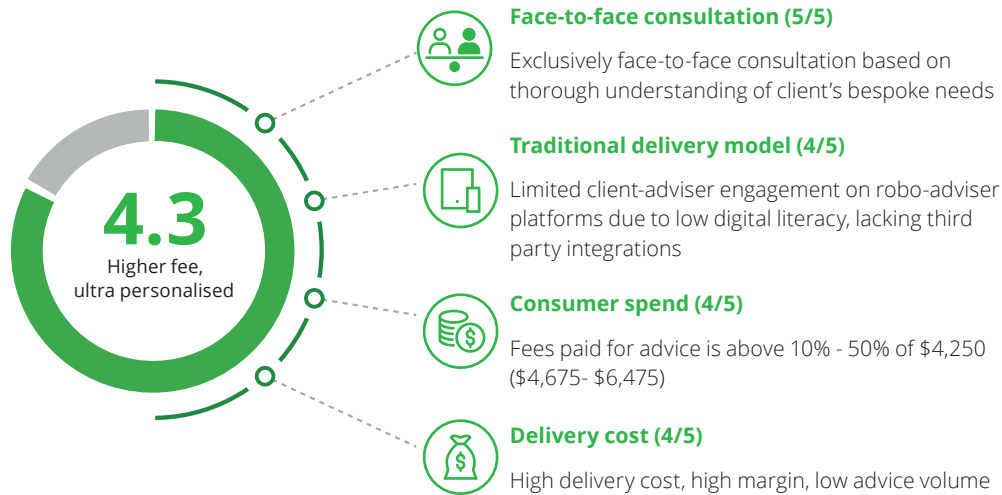 4.3
Higher fee,
ultra personalised
Face-to-face consultation (5/5)
Exclusively face-to-face consultation based on
thorough understanding of client’s bespoke needs
Traditional delivery model (4/5)
Limited client-adviser engagement on robo-adviser
platforms due to low digital literacy, lacking third
party integrations
Consumer spend (4/5)
Fees paid for advice is above 10% - 50% of $4,250
($4,675- $6,475)
Delivery cost (4/5)
High delivery cost, high margin, low advice volume
$
$